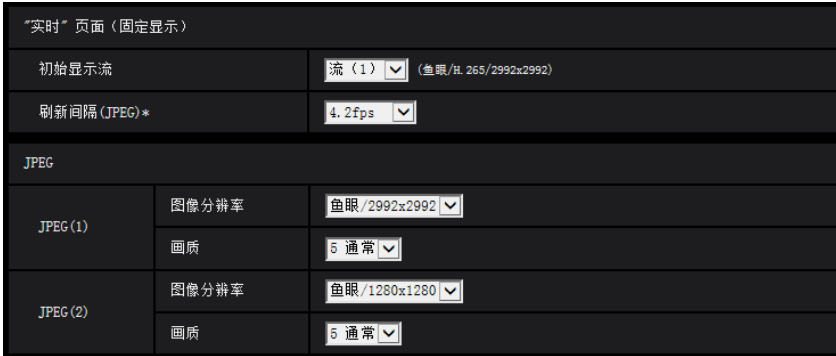 "实时" 页面（固定显示）
初始显示流 流（1） (鱼眼/H.265/2992x2992)
刷新间隔(JPEG)* 4.2fps
JPEG
JPEG(1) 图像分辨率 鱼眼/2992x2992
画质 5 通常
JPEG(2) 图像分辨率 鱼眼/1280x1280
画质 5 通常